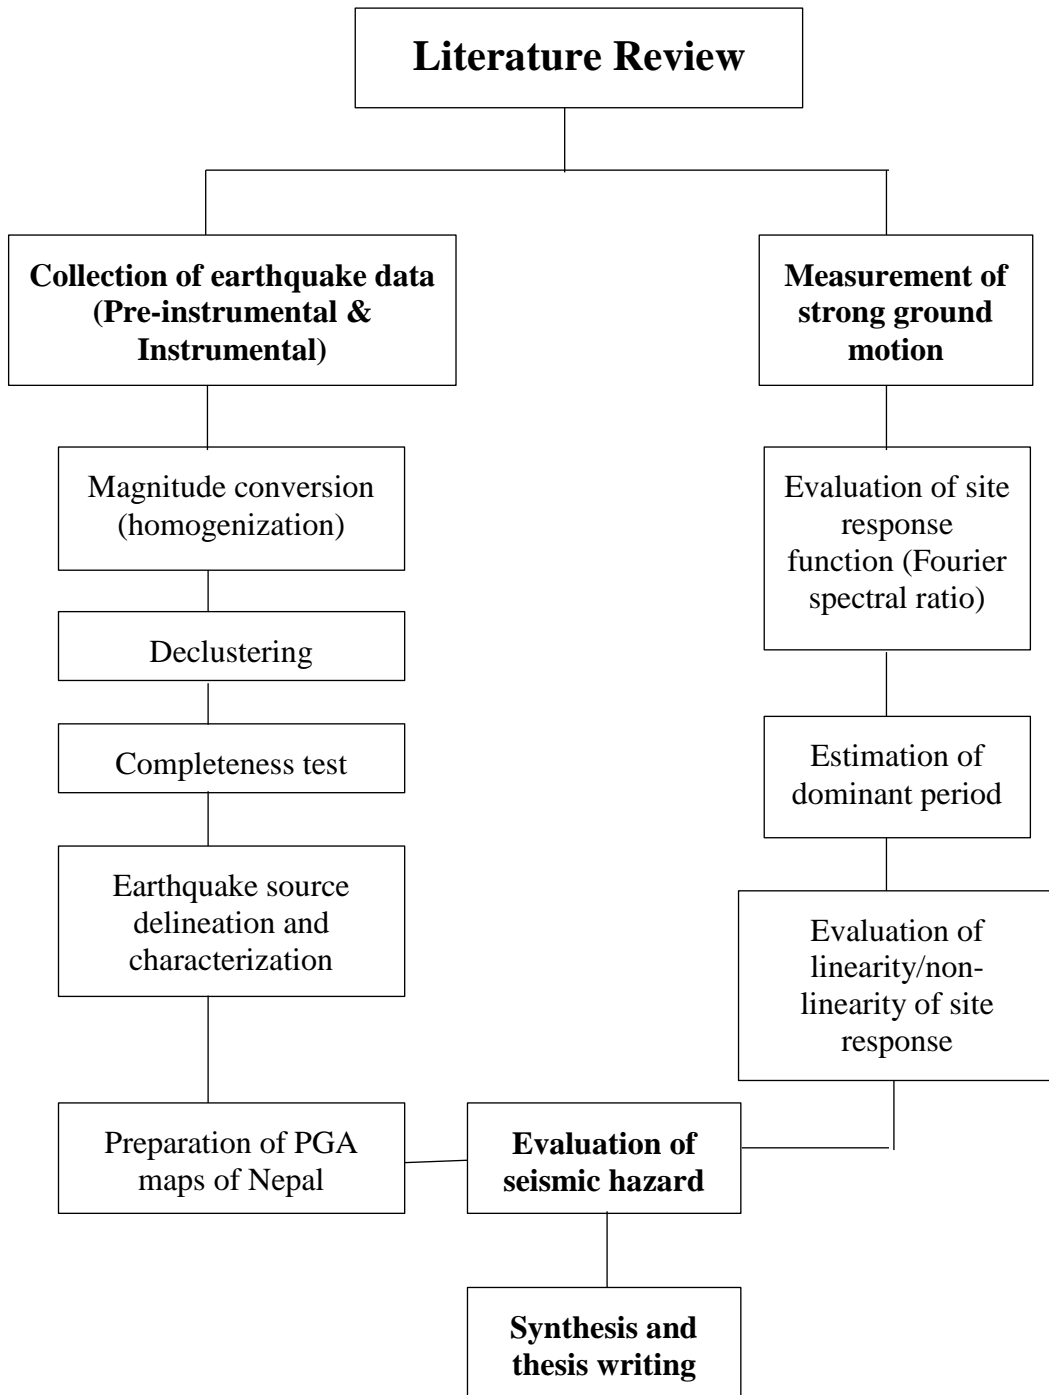 Literature Review
Collection of earthquake data
(Pre-instrumental &
Instrumental)
Measurement of
strong ground
motion
Magnitude conversion
(homogenization)
Evaluation of site
response
function (Fourier
spectral ratio)
Declustering
Completeness test
Estimation of
dominant period
Earthquake source
delineation and
characterization
Evaluation of
linearity/non-
linearity of site
response
Preparation of PGA
maps of Nepal
Evaluation of
seismic hazard
Synthesis and
thesis writing